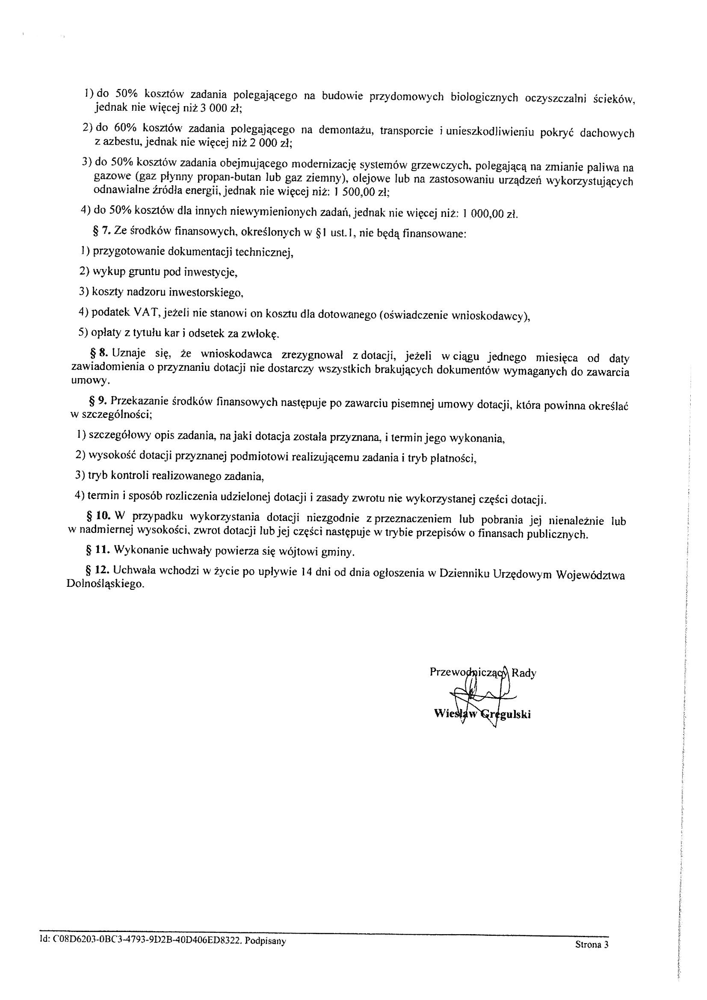 1) do 50% kosztów zadania polegającego na budowie przydomowych biologicznych oczyszczalni ścieków,
jednak nie więcej niż 3 000 zł;
2) do 60% kosztów zadania polegającego na demontażu, transporcie i unieszkodliwieniu pokryć dachowych
z azbestu, jednak nie więcej niż 2 000 zł;
3) do 50% kosztów zadania obejmującego modernizację systemów grzewczych, polegającą na zmianie paliwa na
gazowe (gaz płynny propan-butan lub gaz ziemny), olejowe lub na zastosowaniu urządzeń wykorzystujących
odnawialne źródła energii, jednak nie więcej niż: 1 500,00 zł;
4) do 50% kosztów dla innych niewymienionych zadań, jednak nie więcej niż: 1 000,00 zł.
§ 7. Ze środków finansowych, określonych w §1 ust.1, nie będą finansowane:
1) przygotowanie dokumentacji technicznej,
2) wykup gruntu pod inwestycje,
3) koszty nadzoru inwestorskiego,
4) podatek VAT, jeżeli nie stanowi on kosztu dla dotowanego (oświadczenie wnioskodawcy),
5) opłaty z tytułu kar i odsetek za zwłokę.
§ 8. Uznaje się, że wnioskodawca zrezygnował z dotacji, jeżeli w ciągu jednego miesiąca od daty
zawiadomienia o przyznaniu dotacji nie dostarczy wszystkich brakujących dokumentów wymaganych do zawarcia
umowy.
§ 9. Przekazanie środków finansowych następuje po zawarciu pisemnej umowy dotacji, która powinna określać
w szczególności;
1) szczegółowy opis zadania, na jaki dotacja została przyznana, i termin jego wykonania,
2) wysokość dotacji przyznanej podmiotowi realizującemu zadania i tryb płatności,
3) tryb kontroli realizowanego zadania,
4) termin i sposób rozliczenia udzielonej dotacji i zasady zwrotu nie wykorzystanej części dotacji.
§ 10. W przypadku wykorzystania dotacji niezgodnie z przeznaczeniem lub pobrania jej nienależnie lub
w nadmiernej wysokości, zwrot dotacji lub jej części następuje w trybie przepisów o finansach publicznych.
§ 11. Wykonanie uchwały powierza się wójtowi gminy.
§ 12. Uchwała wchodzi w życie po upływie 14 dni od dnia ogłoszenia w Dzienniku Urzędowym Województwa
Dolnośląskiego.
Przewodniczący Rady
Wiesław Gręgulski
Id: C08D6203-0BC3-4793-9D2B-40D406ED8322. Podpisany
Strona 3